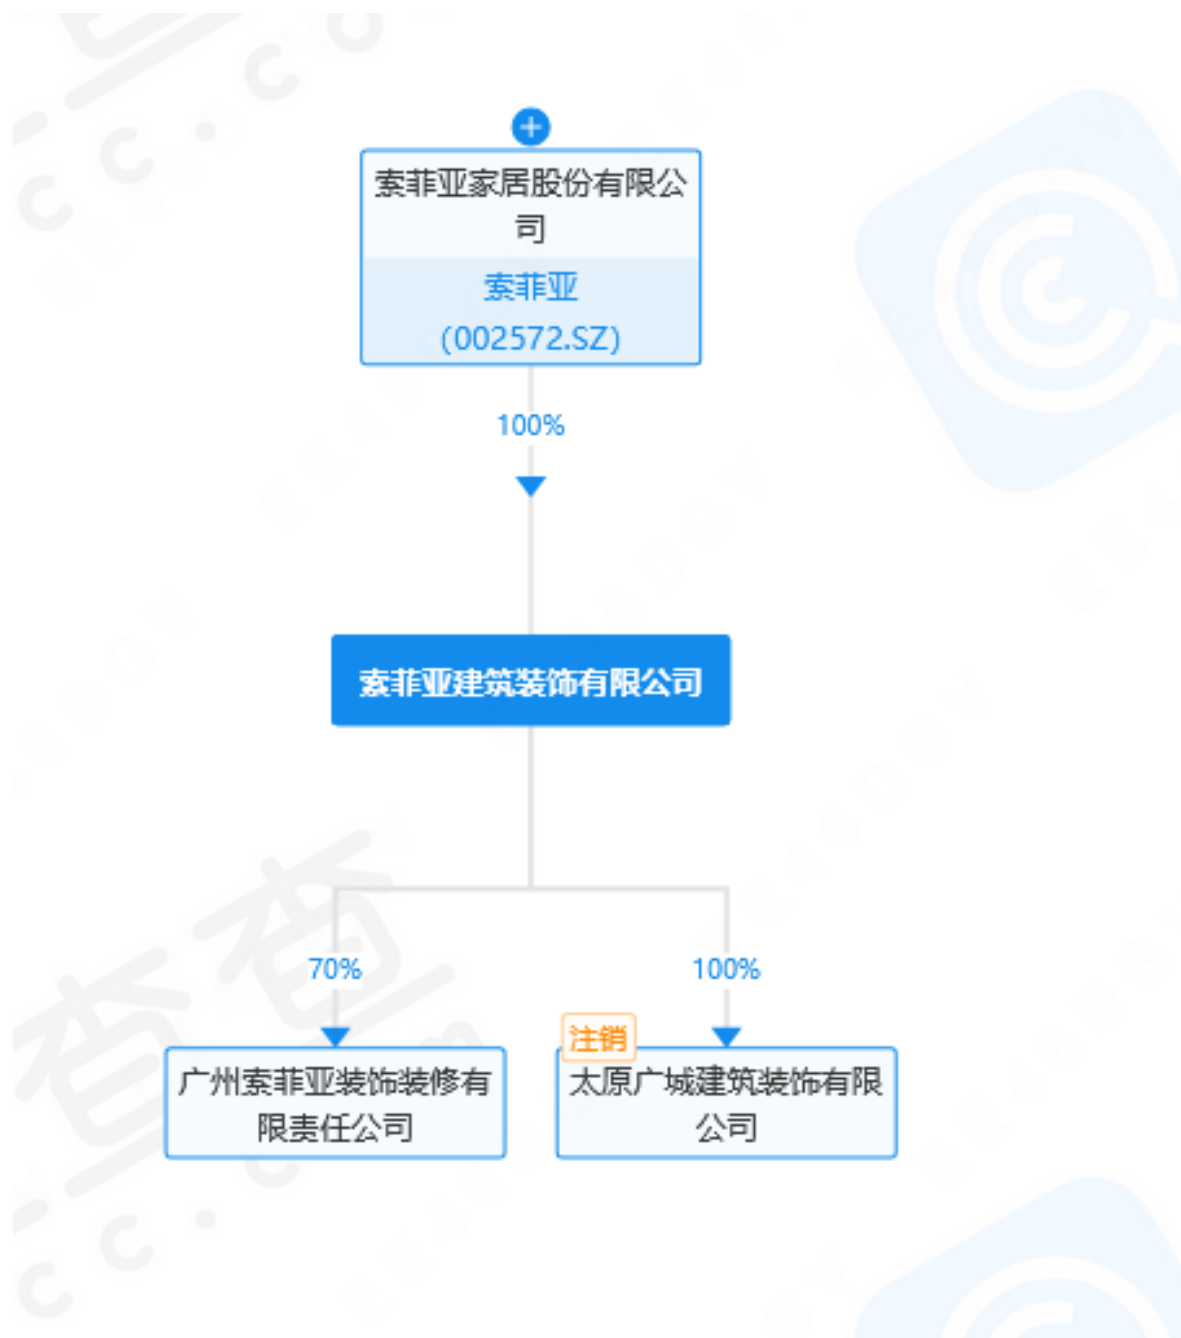 索菲亚家居股份有限公
司
索菲亚
(002572.SZ)
100%
索菲亚建筑装饰有限公司
70%
100%
注销
广州索菲亚装饰装修有
限责任公司
太原广城建筑装饰有限
公司